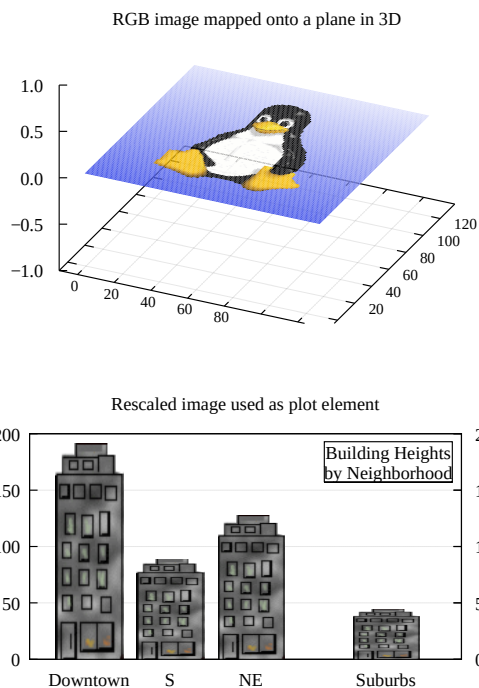 RGB image mapped onto a plane in 3D
1.0
0.5
0.0
−0.5
−1.0
0 20 40 60 80
20 40 60 80 100 120
Rescaled image used as plot element
200
150
100
50
0
Building Heights
by Neighborhood
Downtown S NE Suburbs